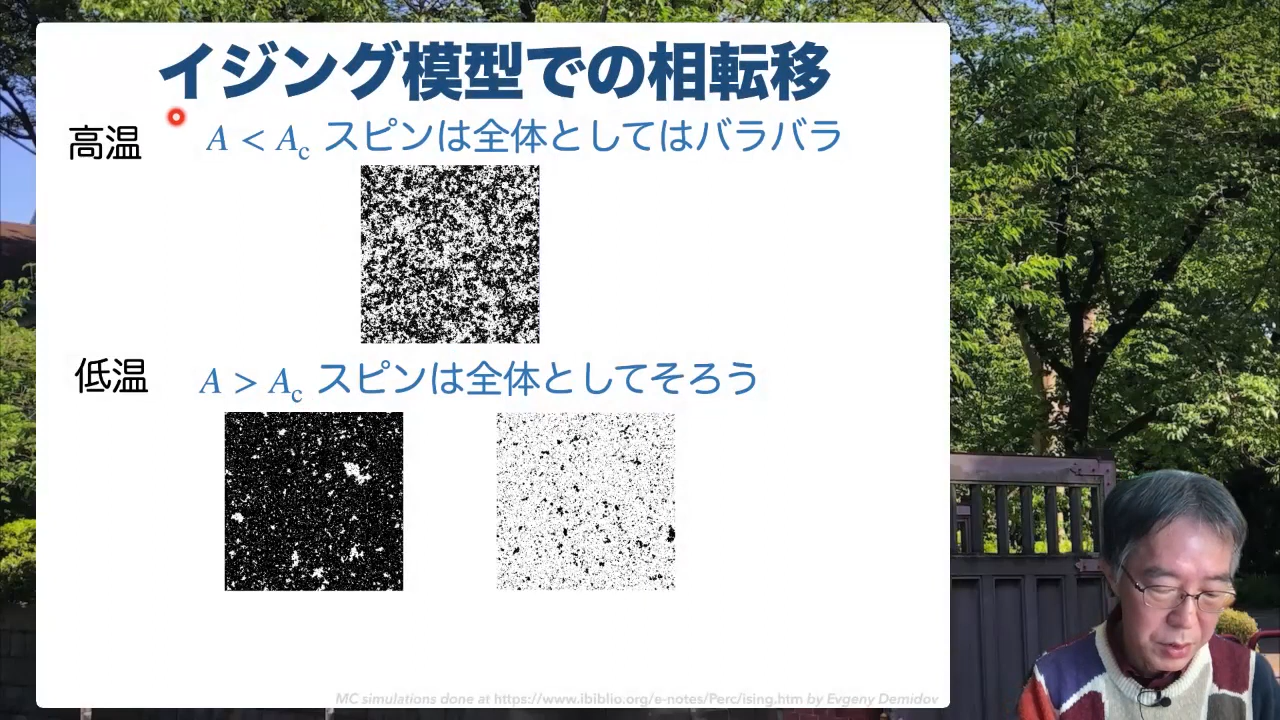 イジング模型での相転移
高温 A < Ac スピンは全体としてはバラバラ
低温 A > Ac スピンは全体としてそろう
MC simulations done at https://www.ibiblio.org/e-notes/Perc/ising.htm by Evgeny Demidov